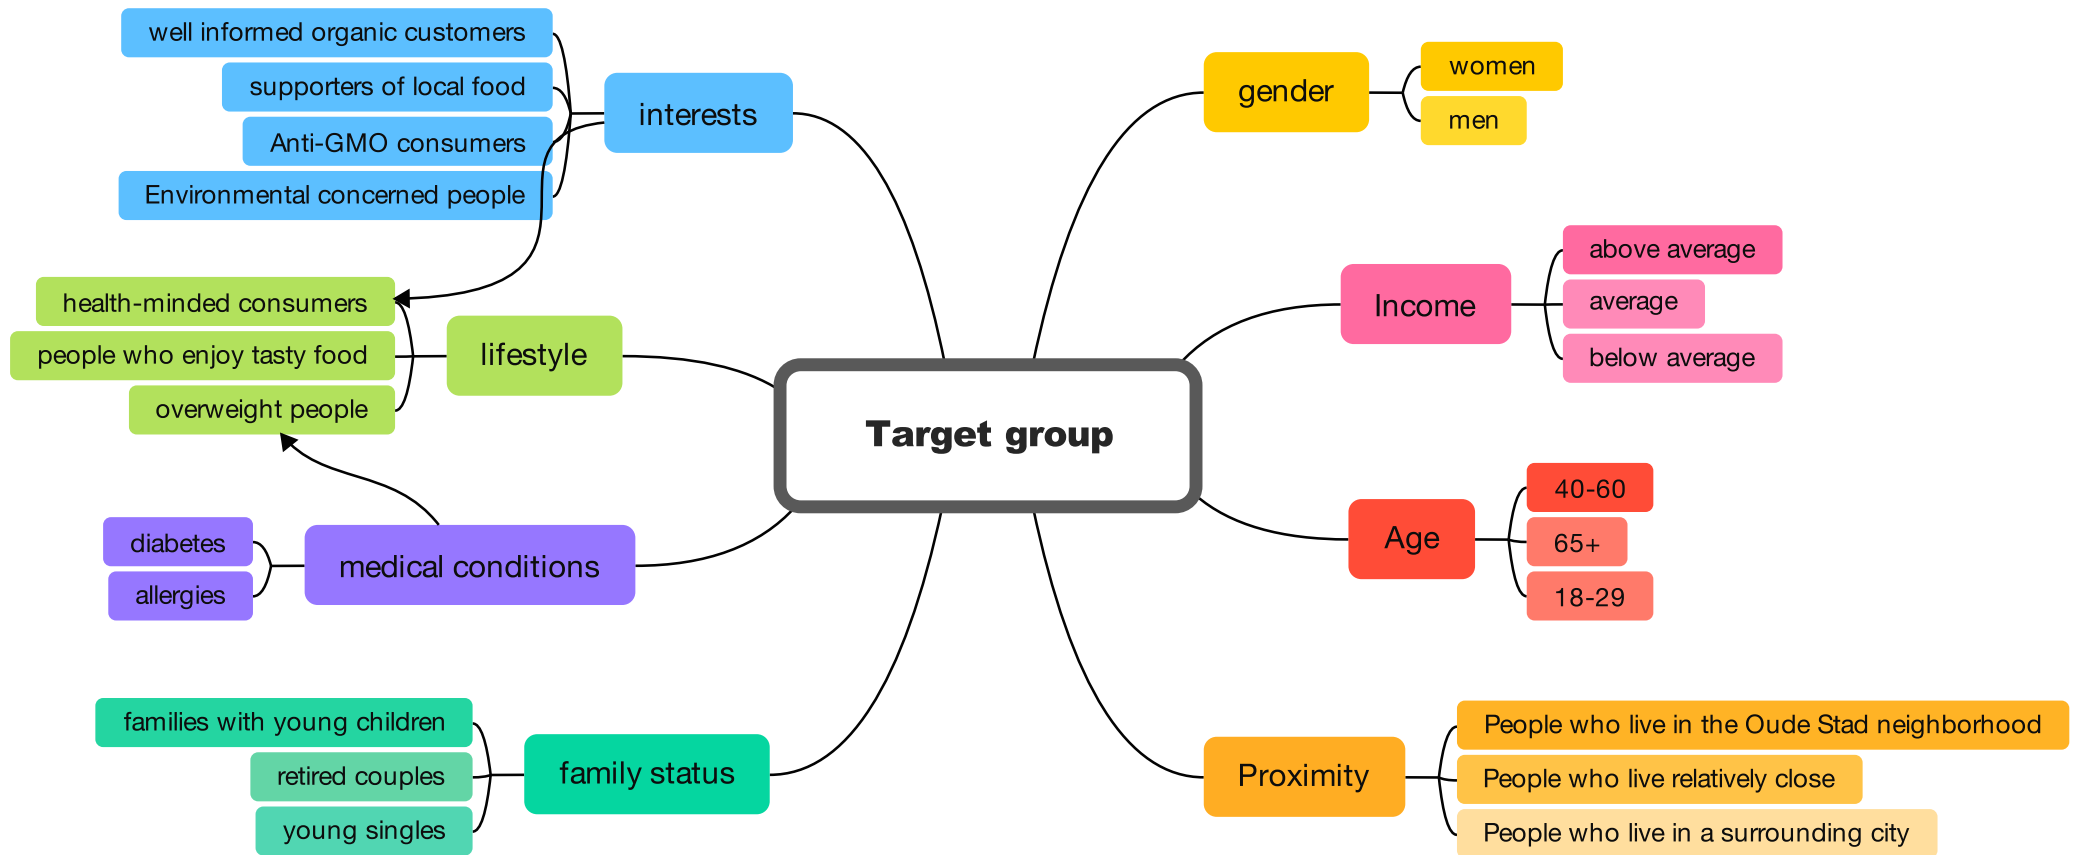 well informed organic customers
supporters of local food
Anti-GMO consumers
Environmental concerned people
interests
health-minded consumers
people who enjoy tasty food
overweight people
lifestyle
diabetes
allergies
medical conditions
families with young children
retired couples
young singles
family status
Target group
gender
women
men
Income
above average
average
below average
Age
40-60
65+
18-29
Proximity
People who live in the Oude Stad neighborhood
People who live relatively close
People who live in a surrounding city